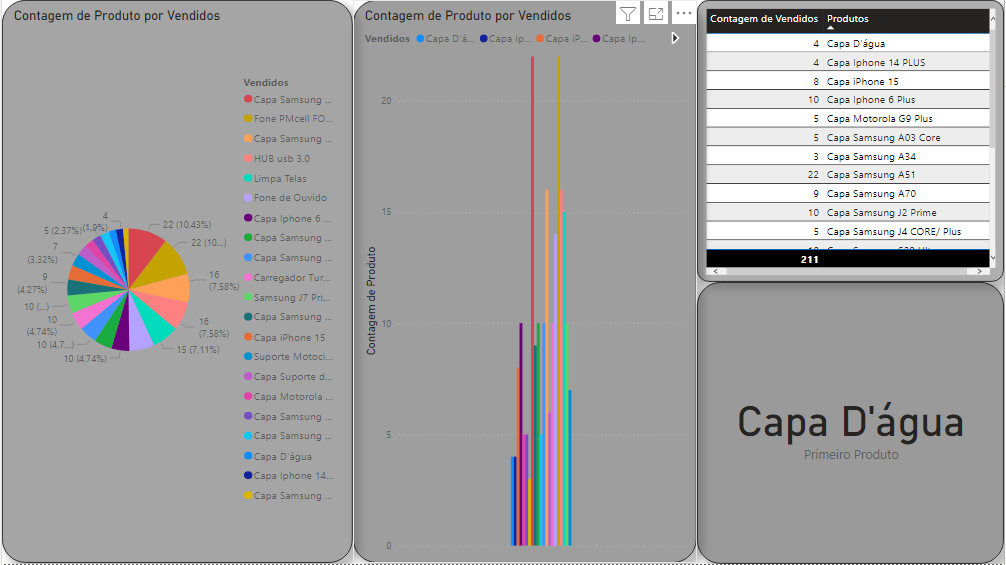 Contagem de Produto por Vendidos
Vendidos
Capa Samsung ...
Fone PMcell FO...
Capa Samsung ...
HUB usb 3.0
Limpa Telas
Fone de Ouvido
Capa Iphone 6 ...
Capa Samsung ...
Capa Samsung ...
Carregador Tur...
Samsung J7 Pri...
Capa Samsung ...
Capa iPhone 15
Suporte Motoci...
Capa Suporte d...
Capa Motorola ...
Capa Samsung ...
Capa Samsung ...
Capa D'água
Capa Iphone 14...
Capa Samsung ...
22 (10,43%)
22 (10...)
16
(7,58%)
16
(7,58%)
15 (7,11%)
10 (4,74%)
10 (4,7...)
10
(4,74%)
10 (...)
9
(4,27%)
7
(3,32%)
5 (2,37%)
4
(1,9%)
Contagem de Produto por Vendidos
Vendidos Capa D'á... Capa Ip... Capa iP... Capa Ip...
Contagem de Produto
20
15
10
5
0
Contagem de Vendidos Produtos
4 Capa D'água
4 Capa Iphone 14 PLUS
8 Capa iPhone 15
10 Capa Iphone 6 Plus
5 Capa Motorola G9 Plus
5 Capa Samsung A03 Core
3 Capa Samsung A34
22 Capa Samsung A51
9 Capa Samsung A70
10 Capa Samsung J2 Prime
5 Capa Samsung J4 CORE/ Plus
211
Capa D'água
Primeiro Produto